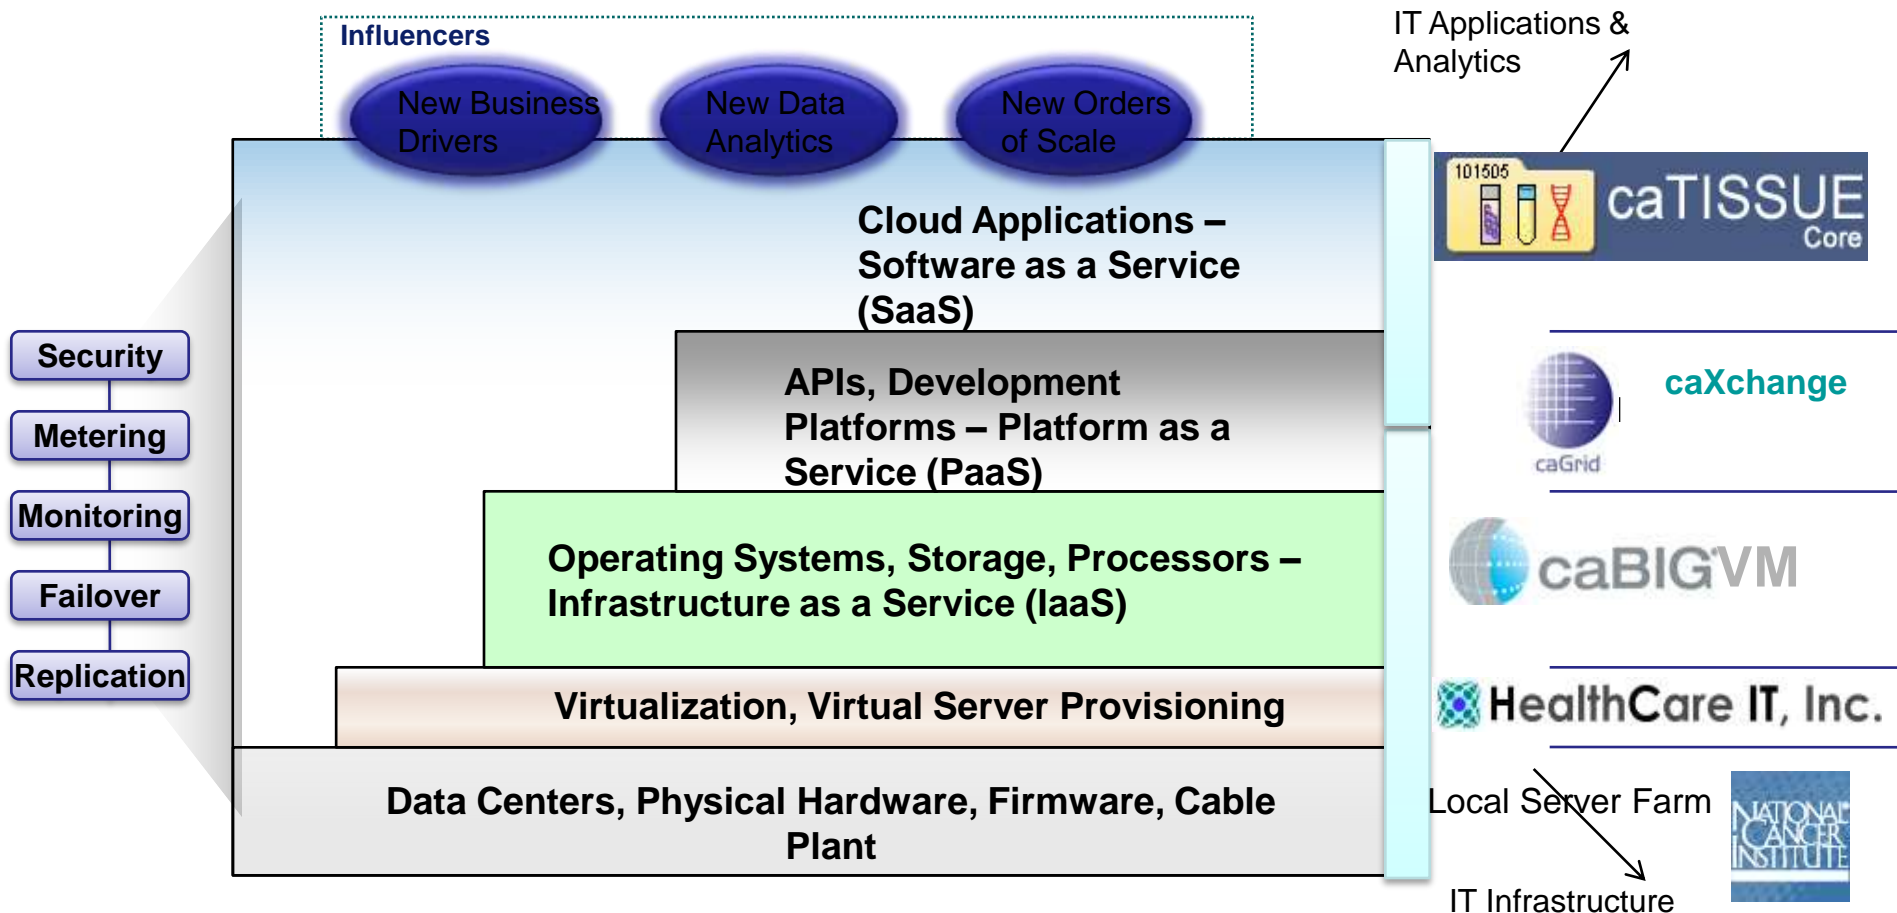 Influencers
New Business
Drivers
New Data
Analytics
New Orders
of Scale
IT Applications &
Analytics
101505
caTISSUE
Core
Cloud Applications –
Software as a Service
(SaaS)
Security
Metering
Monitoring
Failover
Replication
APIs, Development
Platforms – Platform as a
Service (PaaS)
caXchange
caGrid
Operating Systems, Storage, Processors –
Infrastructure as a Service (IaaS)
caBIG®VM
Virtualization, Virtual Server Provisioning
HealthCare IT, Inc.
Data Centers, Physical Hardware, Firmware, Cable
Plant
Local Server Farm
NATIONAL
CANCER
INSTITUTE
IT Infrastructure